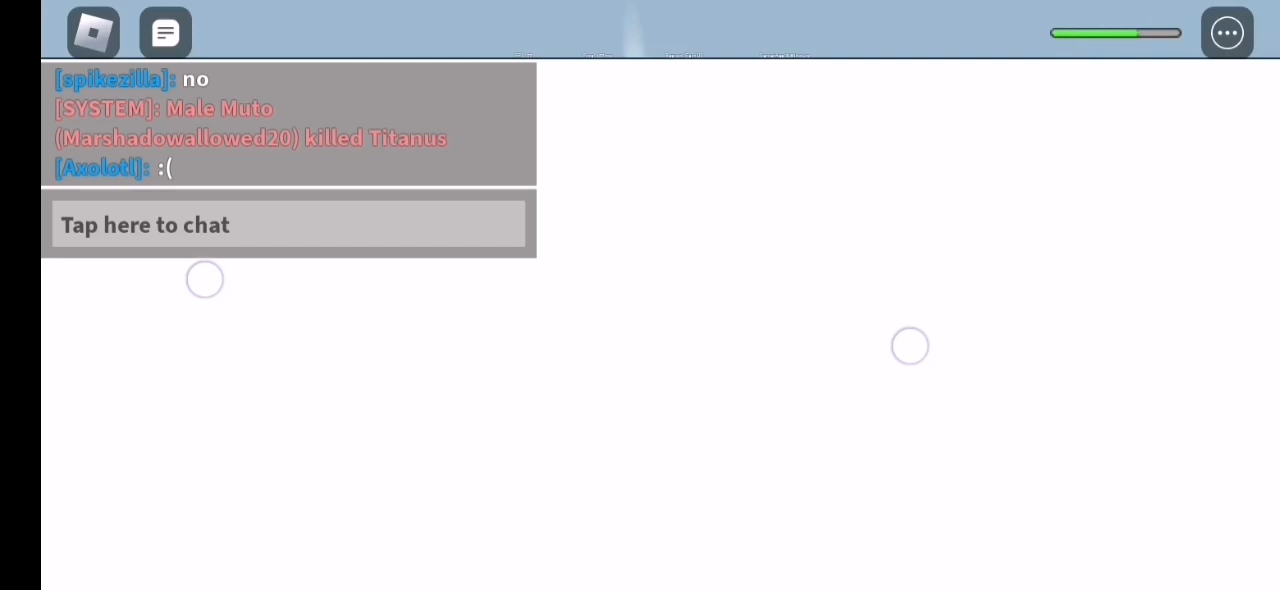 [spikezilla]: no
[SYSTEM]: Male Muto
(Marshadowallowed20) killed Titanus
[Axolotl]: :(
Tap here to chat